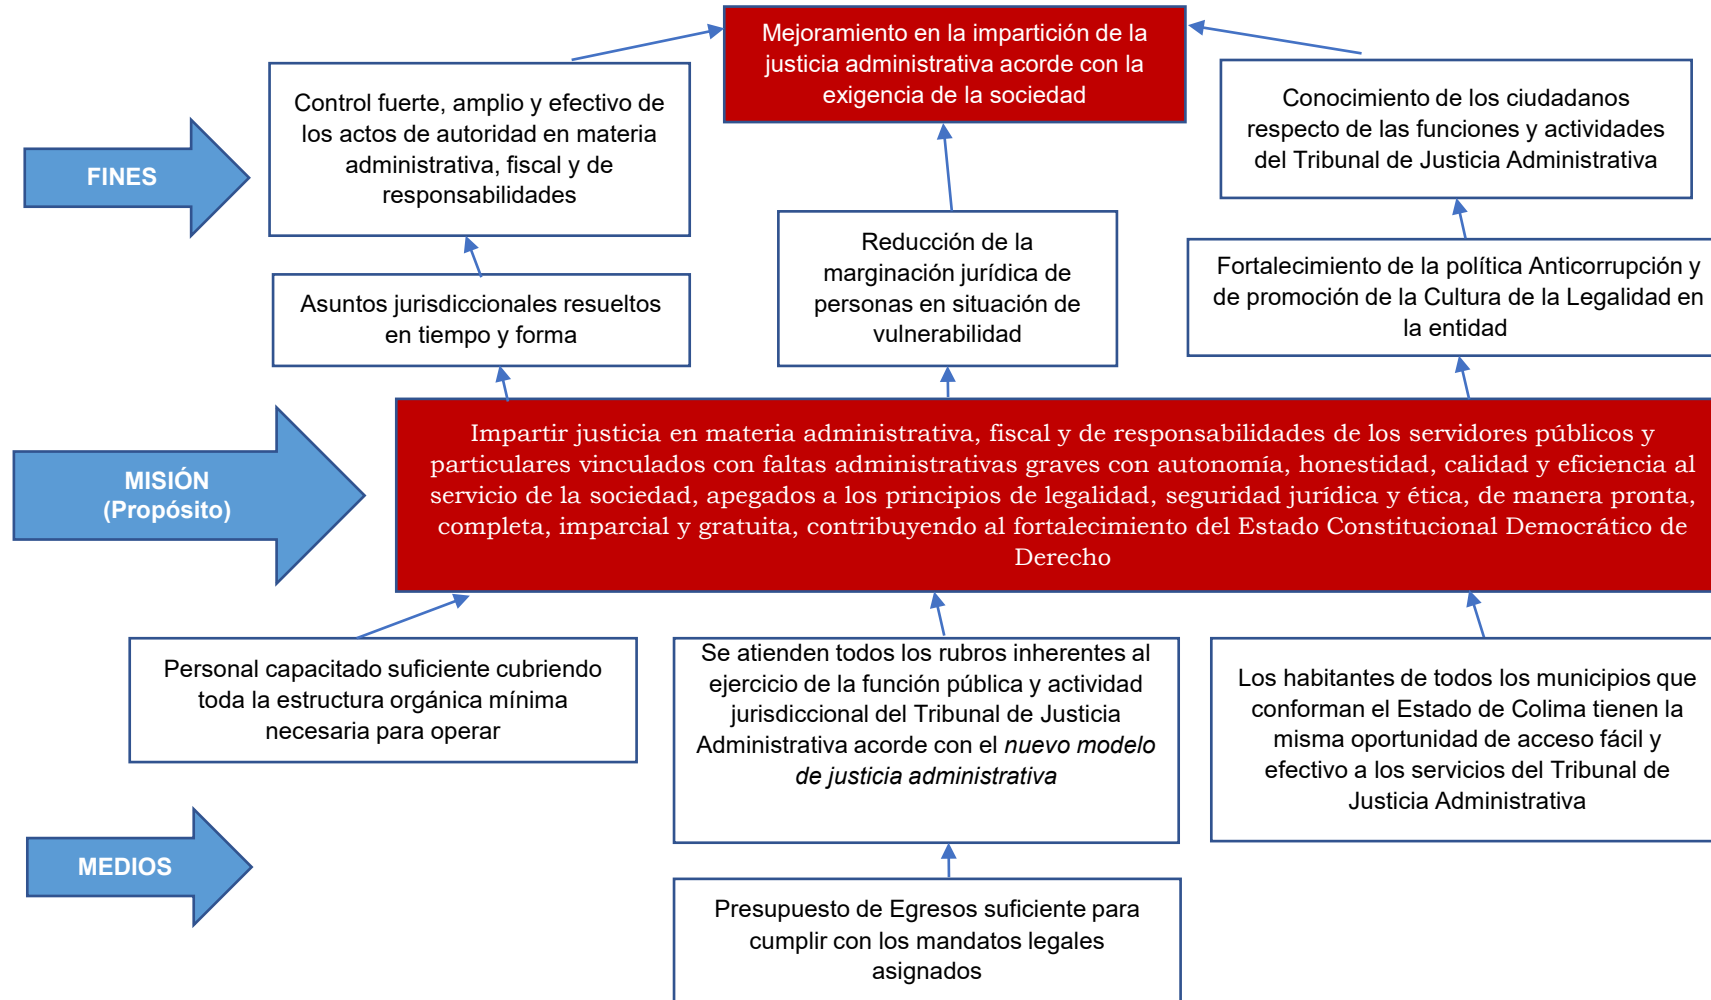 Mejoramiento en la impartición de la
justicia administrativa acorde con la
exigencia de la sociedad
FINES
Control fuerte, amplio y efectivo de
los actos de autoridad en materia
administrativa, fiscal y de
responsabilidades
Conocimiento de los ciudadanos
respecto de las funciones y actividades
del Tribunal de Justicia Administrativa
Asuntos jurisdiccionales resueltos
en tiempo y forma
Reducción de la
marginación jurídica de
personas en situación de
vulnerabilidad
Fortalecimiento de la política Anticorrupción y
de promoción de la Cultura de la Legalidad en
la entidad
MISIÓN
(Propósito)
Impartir justicia en materia administrativa, fiscal y de responsabilidades de los servidores públicos y
particulares vinculados con faltas administrativas graves con autonomía, honestidad, calidad y eficiencia al
servicio de la sociedad, apegados a los principios de legalidad, seguridad jurídica y ética, de manera pronta,
completa, imparcial y gratuita, contribuyendo al fortalecimiento del Estado Constitucional Democrático de
Derecho
Personal capacitado suficiente cubriendo
toda la estructura orgánica mínima
necesaria para operar
Se atienden todos los rubros inherentes al
ejercicio de la función pública y actividad
jurisdiccional del Tribunal de Justicia
Administrativa acorde con el nuevo modelo
de justicia administrativa
Los habitantes de todos los municipios que
conforman el Estado de Colima tienen la
misma oportunidad de acceso fácil y
efectivo a los servicios del Tribunal de
Justicia Administrativa
MEDIOS
Presupuesto de Egresos suficiente para
cumplir con los mandatos legales
asignados